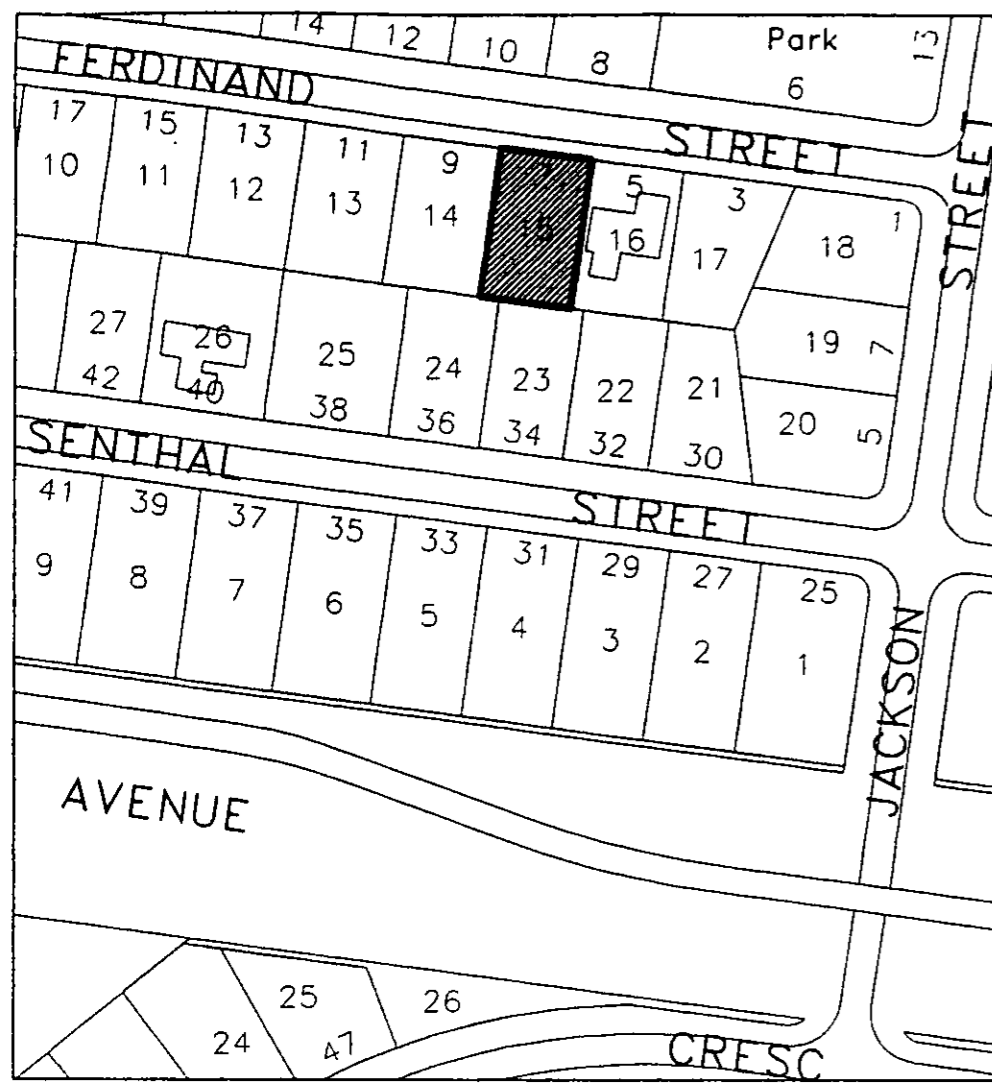 14 12 10 8 Park 13
6
FERDINAND STREET
17 15 13 11 9 7 5 3 1
10 11 12 13 14 15 16 17 18
STREET
19 7
27 26 25 24 23 22 21 20 5
42 40 38 36 34 32 30
SENTHAL STREET
41 39 37 35 33 31 29 27 25
9 8 7 6 5 4 3 2 1
JACKSON
AVENUE
25 26
24 47
CRESC